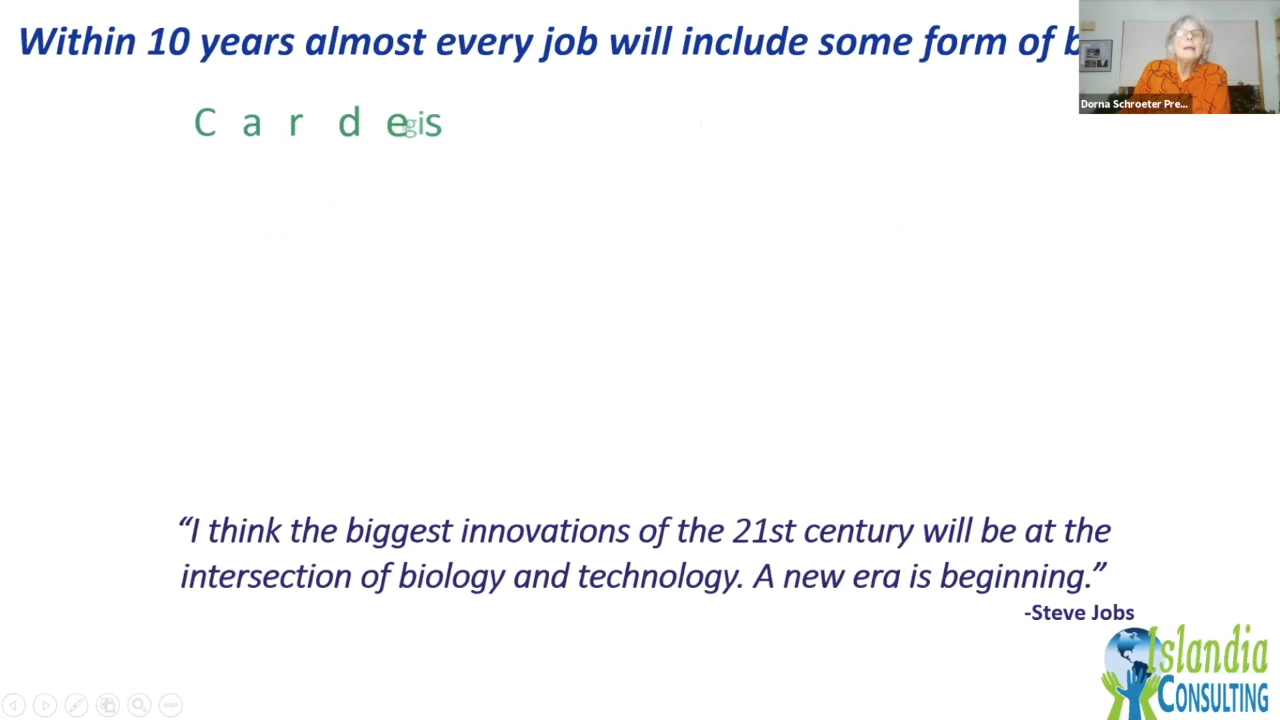 Within 10 years almost every job will include some form of
Dorna Schroeter Pre...
“I think the biggest innovations of the 21st century will be at the
intersection of biology and technology. A new era is beginning.”
-Steve Jobs
Islandia
CONSULTING